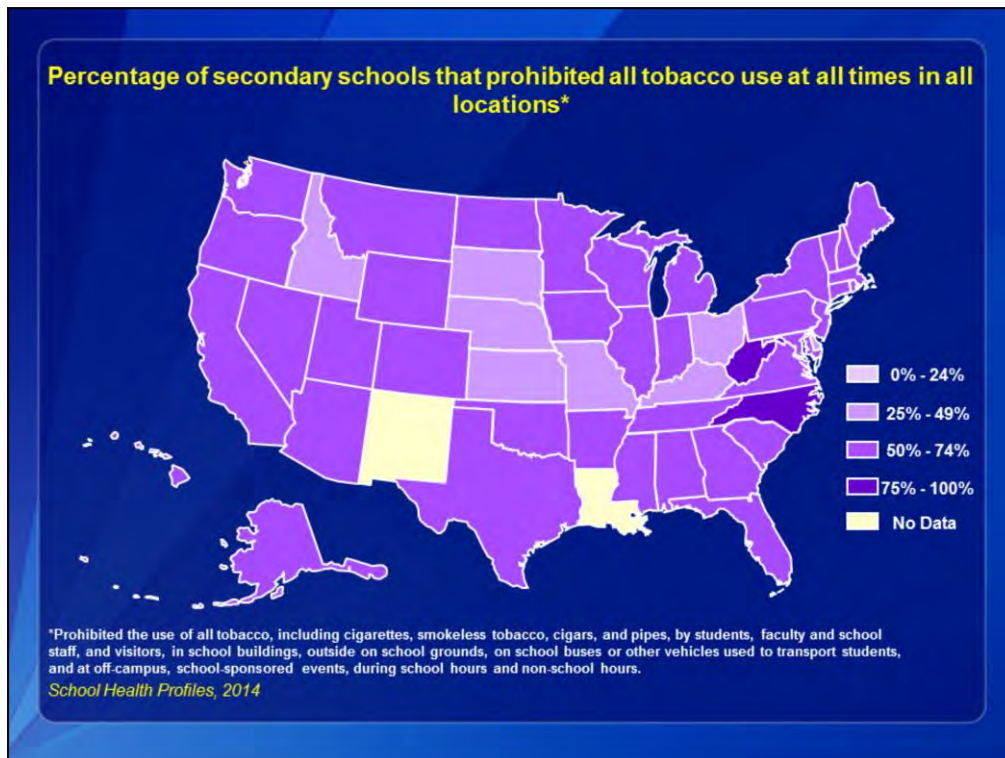 Percentage of secondary schools that prohibited all tobacco use at all times in all
locations*
0% - 24%
25% - 49%
50% - 74%
75% - 100%
No Data
*Prohibited the use of all tobacco, including cigarettes, smokeless tobacco, cigars, and pipes, by students, faculty and school
staff, and visitors, in school buildings, outside on school grounds, on school buses or other vehicles used to transport students,
and at off-campus, school-sponsored events, during school hours and non-school hours.
School Health Profiles, 2014